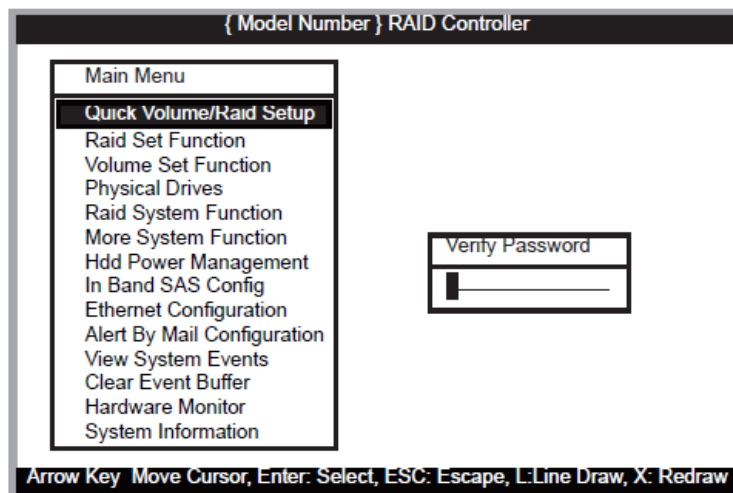 { Model Number } RAID Controller
Main Menu
Quick Volume/Raid Setup
Raid Set Function
Volume Set Function
Physical Drives
Raid System Function
More System Function
Hdd Power Management
In Band SAS Config
Ethernet Configuration
Alert By Mail Configuration
View System Events
Clear Event Buffer
Hardware Monitor
System Information
Verify Password
Arrow Key Move Cursor, Enter: Select, ESC: Escape, L:Line Draw, X: Redraw